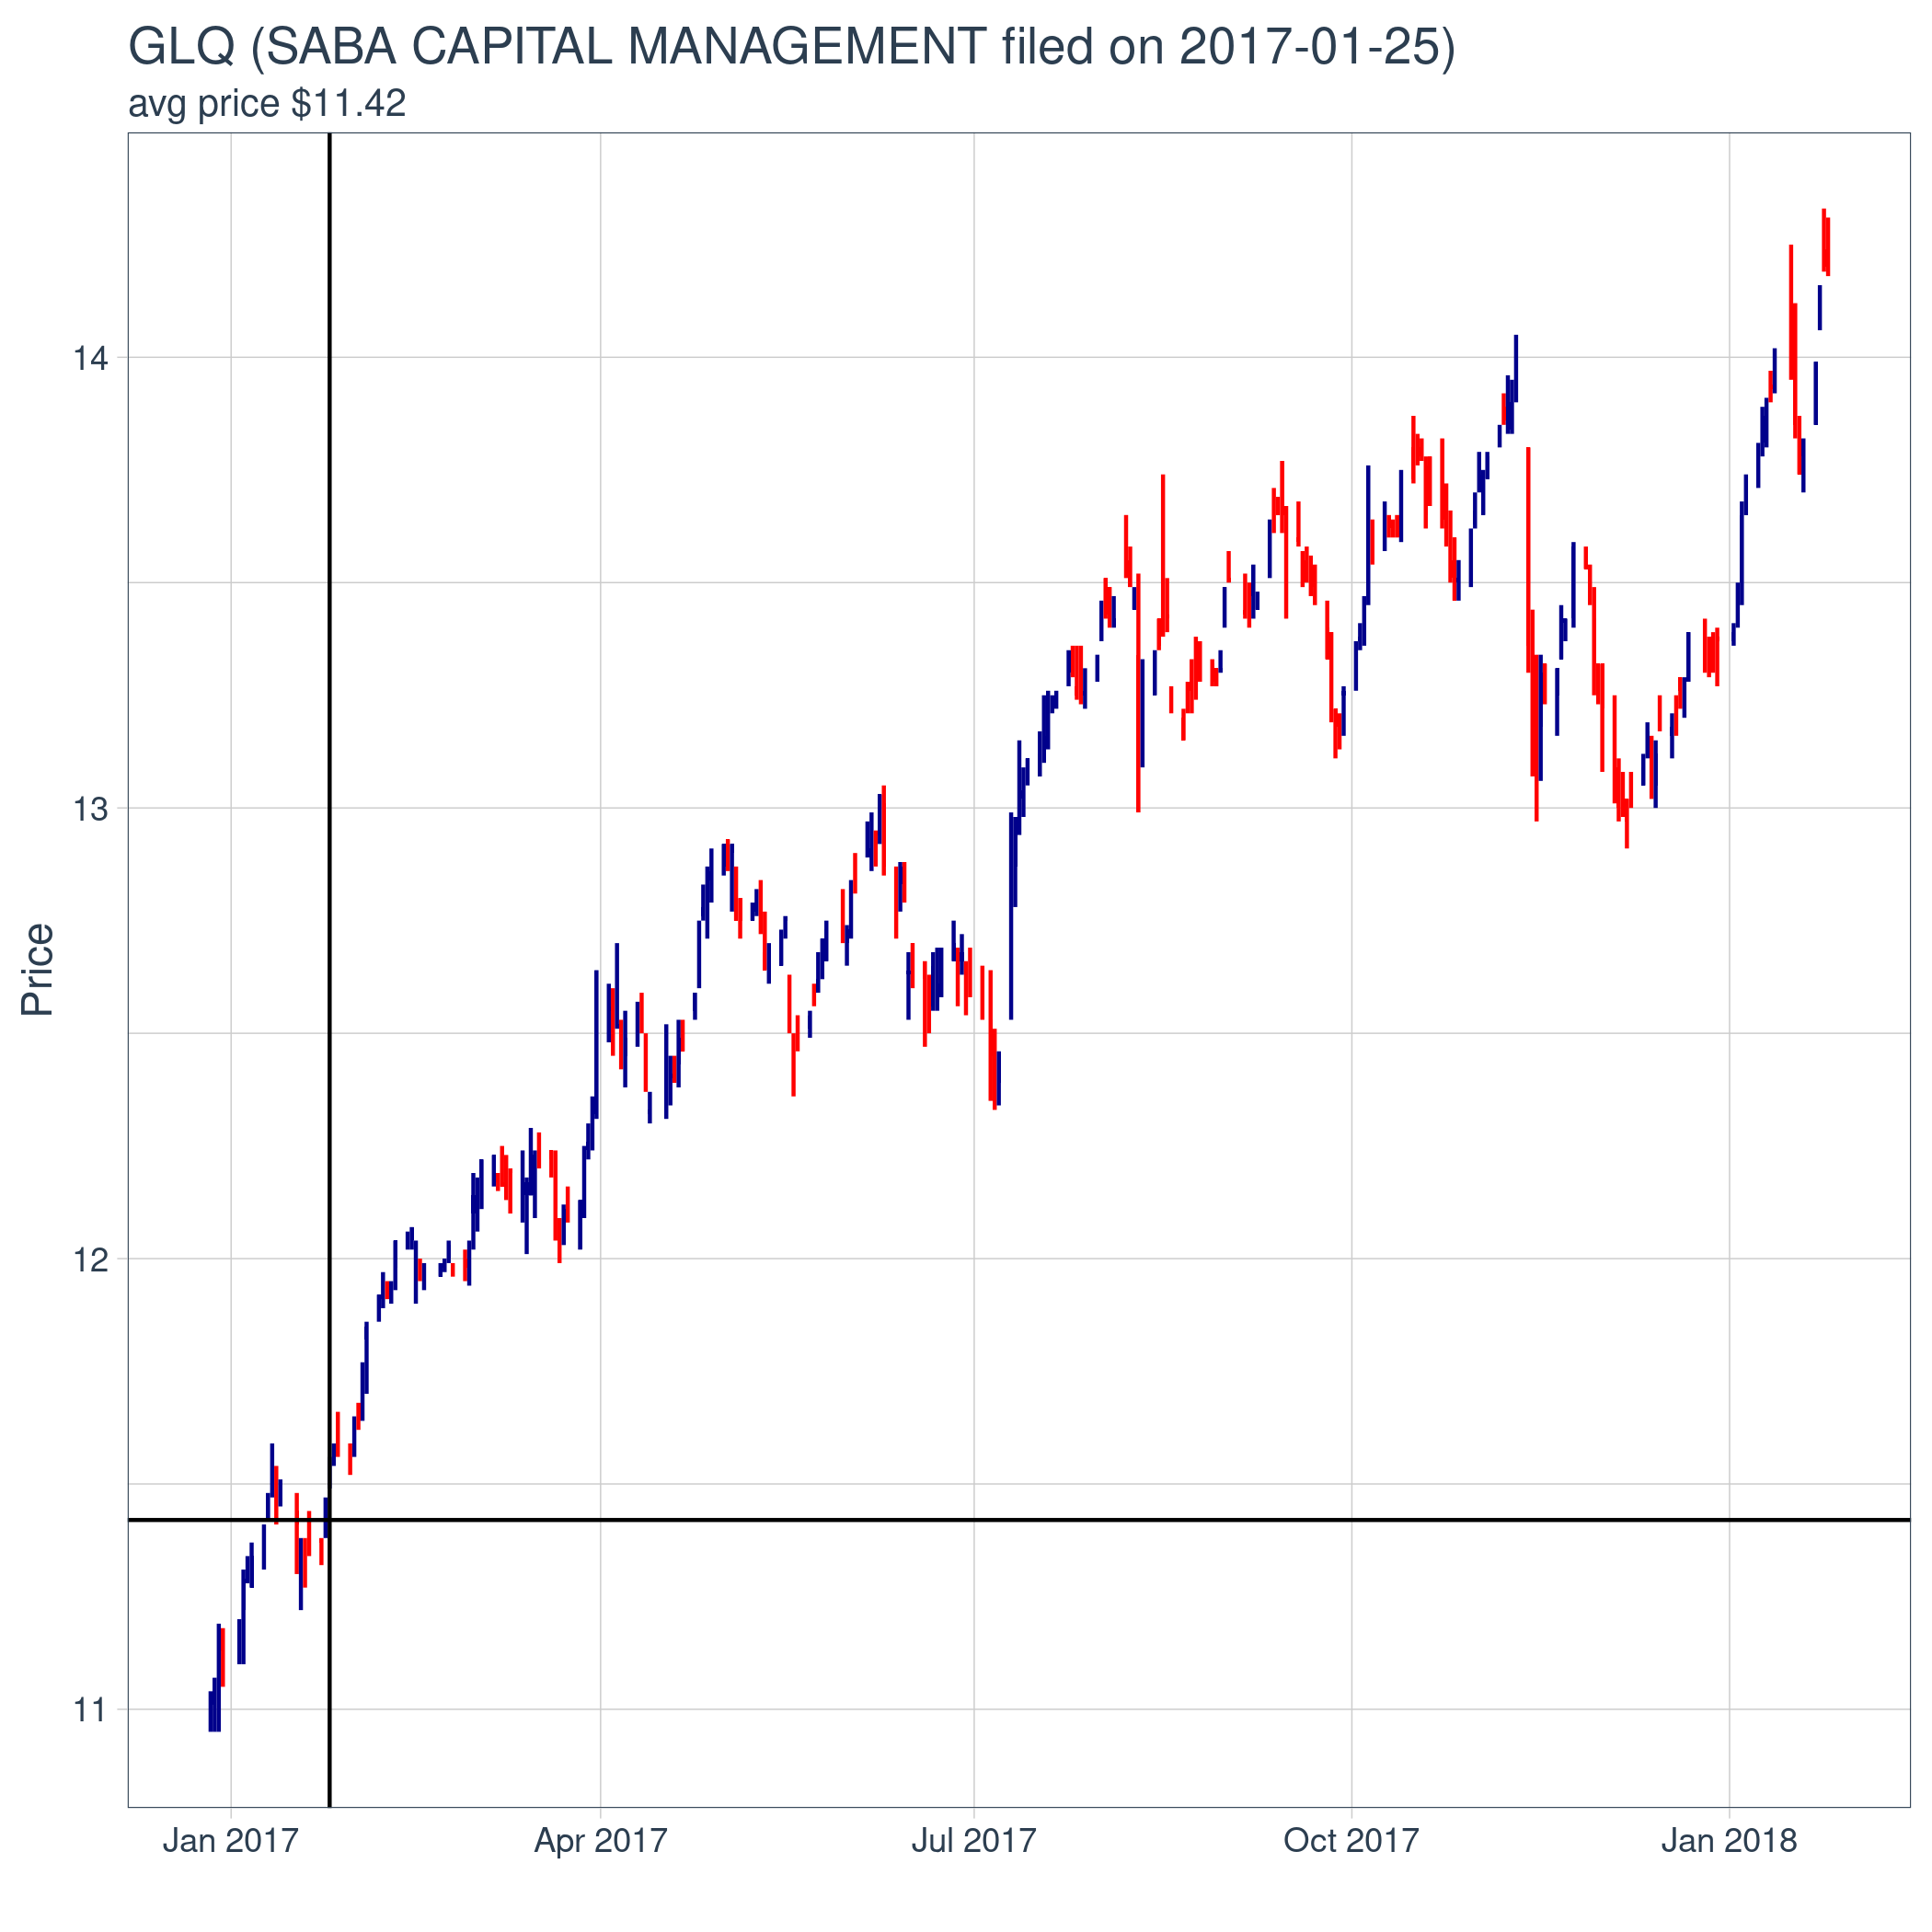 GLQ (SABA CAPITAL MANAGEMENT filed on 2017-01-25)
avg price $11.42
Price
14
13
12
11
Jan 2017
Apr 2017
Jul 2017
Oct 2017
Jan 2018